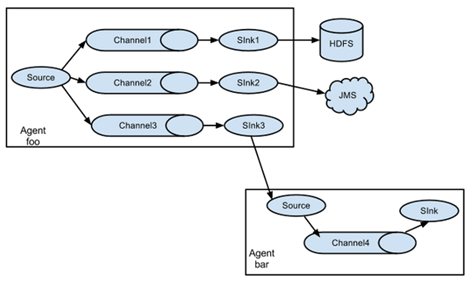 Channel1
SInk1
HDFS
Source
Channel2
SInk2
JMS
Channel3
SInk3
Agent
foo
Source
SInk
Channel4
Agent
bar